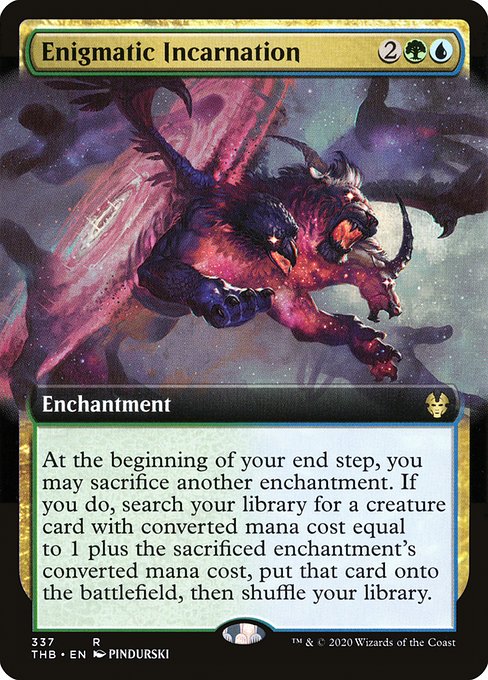 Enigmatic Incarnation 2
Enchantment
At the beginning of your end step, you
may sacrifice another enchantment. If
you do, search your library for a creature
card with converted mana cost equal
to 1 plus the sacrificed enchantment's
converted mana cost, put that card onto
the battlefield, then shuffle your library.
337 R
THB • EN PINDURSKI
™ & © 2020 Wizards of the Coast